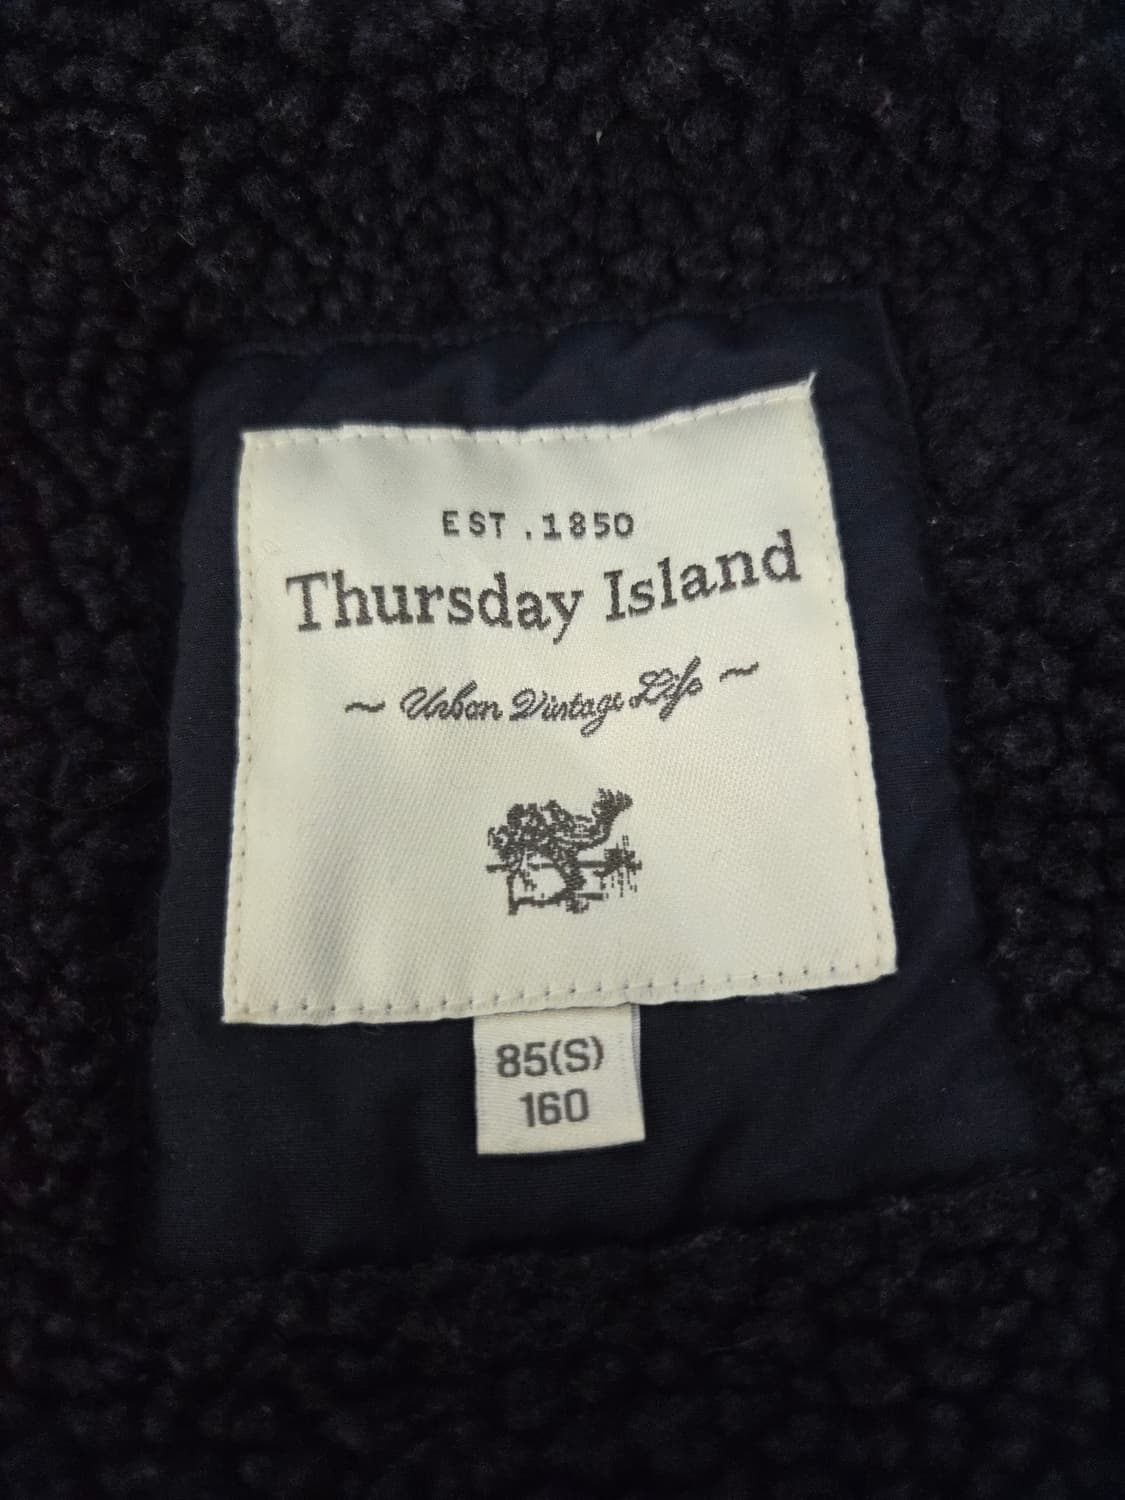 EST.1850
Thursday Island
~ Urban Vintage Life ~
85(S)
160